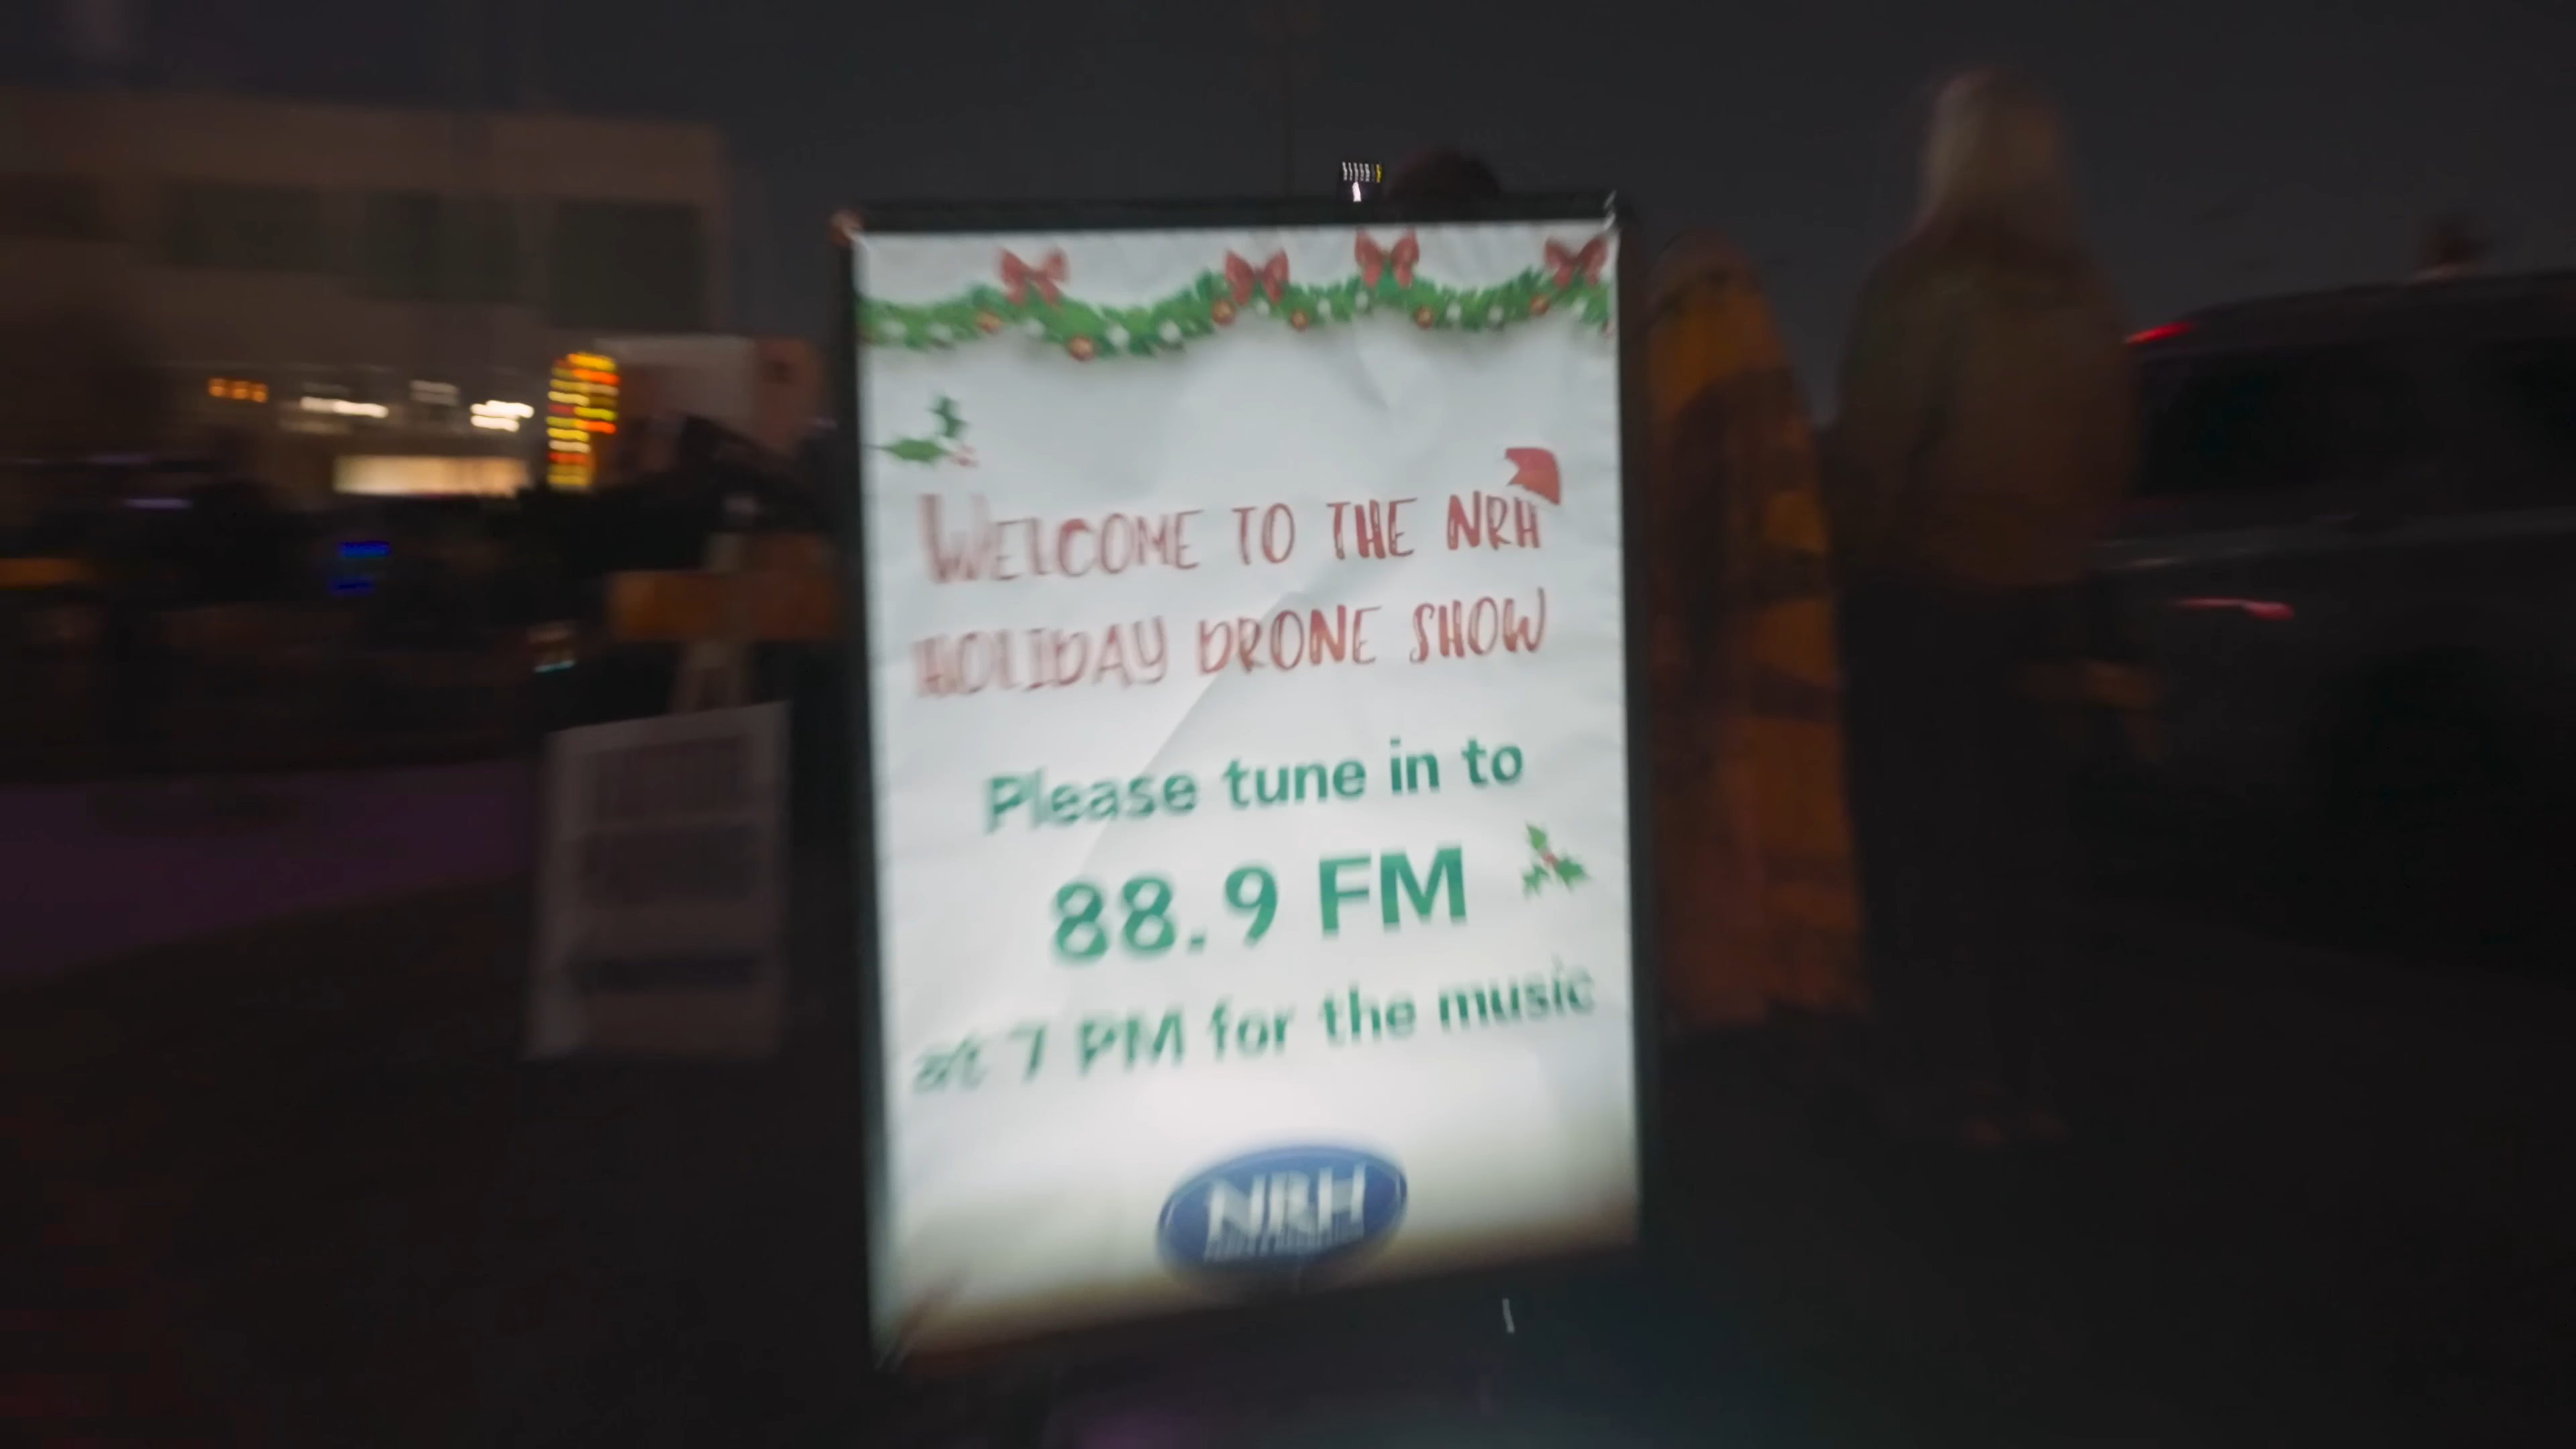 WELCOME TO THE NRH
HOLIDAY DRONE SHOW
Please tune in to
88.9 FM
at 7 PM for the music
NRH